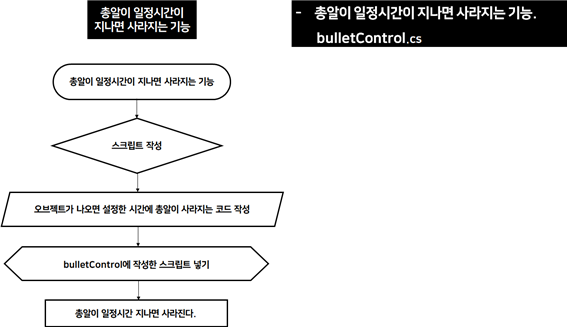 총알이 일정시간이
지나면 사라지는 기능
- 총알이 일정시간이 지나면 사라지는 기능.
bulletControl.cs
총알이 일정시간이 지나면 사라지는 기능
스크립트 작성
오브젝트가 나오면 설정한 시간에 총알이 사라지는 코드 작성
bulletControl에 작성한 스크립트 넣기
총알이 일정시간 지나면 사라진다.